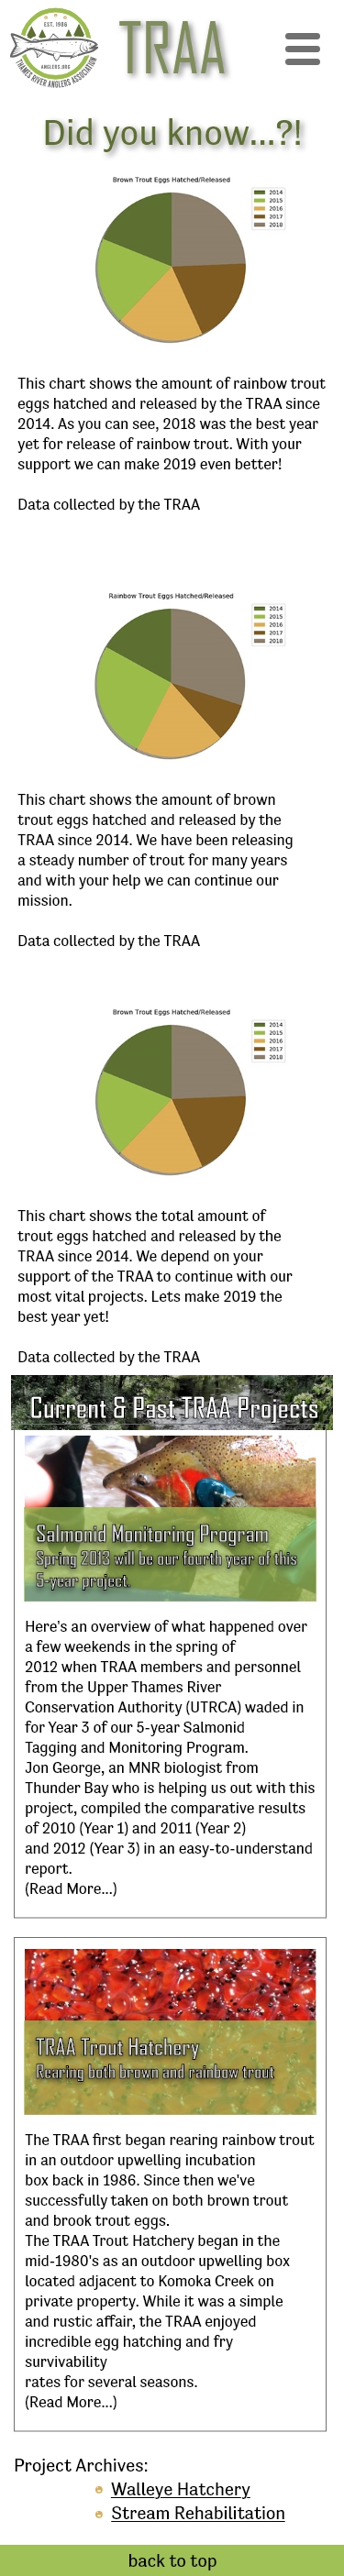 EST. 1986
ANGLERS.ORG
THAMES RIVER ANGLERS ASSOCIATION
TRAA
Did you know...?!
Brown Trout Eggs Hatched/Released
2014
2015
2016
2017
2018
This chart shows the amount of rainbow trout
eggs hatched and released by the TRAA since
2014. As you can see, 2018 was the best year
yet for release of rainbow trout. With your
support we can make 2019 even better!
Data collected by the TRAA
Rainbow Trout Eggs Hatched/Released
2014
2015
2016
2017
2018
This chart shows the amount of brown
trout eggs hatched and released by the
TRAA since 2014. We have been releasing
a steady number of trout for many years
and with your help we can continue our
mission.
Data collected by the TRAA
Brown Trout Eggs Hatched/Released
2014
2015
2016
2017
2018
This chart shows the total amount of
trout eggs hatched and released by the
TRAA since 2014. We depend on your
support of the TRAA to continue with our
most vital projects. Lets make 2019 the
best year yet!
Data collected by the TRAA
Current & Past TRAA Projects
Salmonid Monitoring Program
Spring 2013 will be our fourth year of this
5-year project.
Here's an overview of what happened over
a few weekends in the spring of
2012 when TRAA members and personnel
from the Upper Thames River
Conservation Authority (UTRCA) waded in
for Year 3 of our 5-year Salmonid
Tagging and Monitoring Program.
Jon George, an MNR biologist from
Thunder Bay who is helping us out with this
project, compiled the comparative results
of 2010 (Year 1) and 2011 (Year 2)
and 2012 (Year 3) in an easy-to-understand
report.
(Read More...)
TRAA Trout Hatchery
Rearing both brown and rainbow trout
The TRAA first began rearing rainbow trout
in an outdoor upwelling incubation
box back in 1986. Since then we've
successfully taken on both brown trout
and brook trout eggs.
The TRAA Trout Hatchery began in the
mid-1980's as an outdoor upwelling box
located adjacent to Komoka Creek on
private property. While it was a simple
and rustic affair, the TRAA enjoyed
incredible egg hatching and fry
survivability
rates for several seasons.
(Read More...)
Project Archives:
Walleye Hatchery
Stream Rehabilitation
back to top